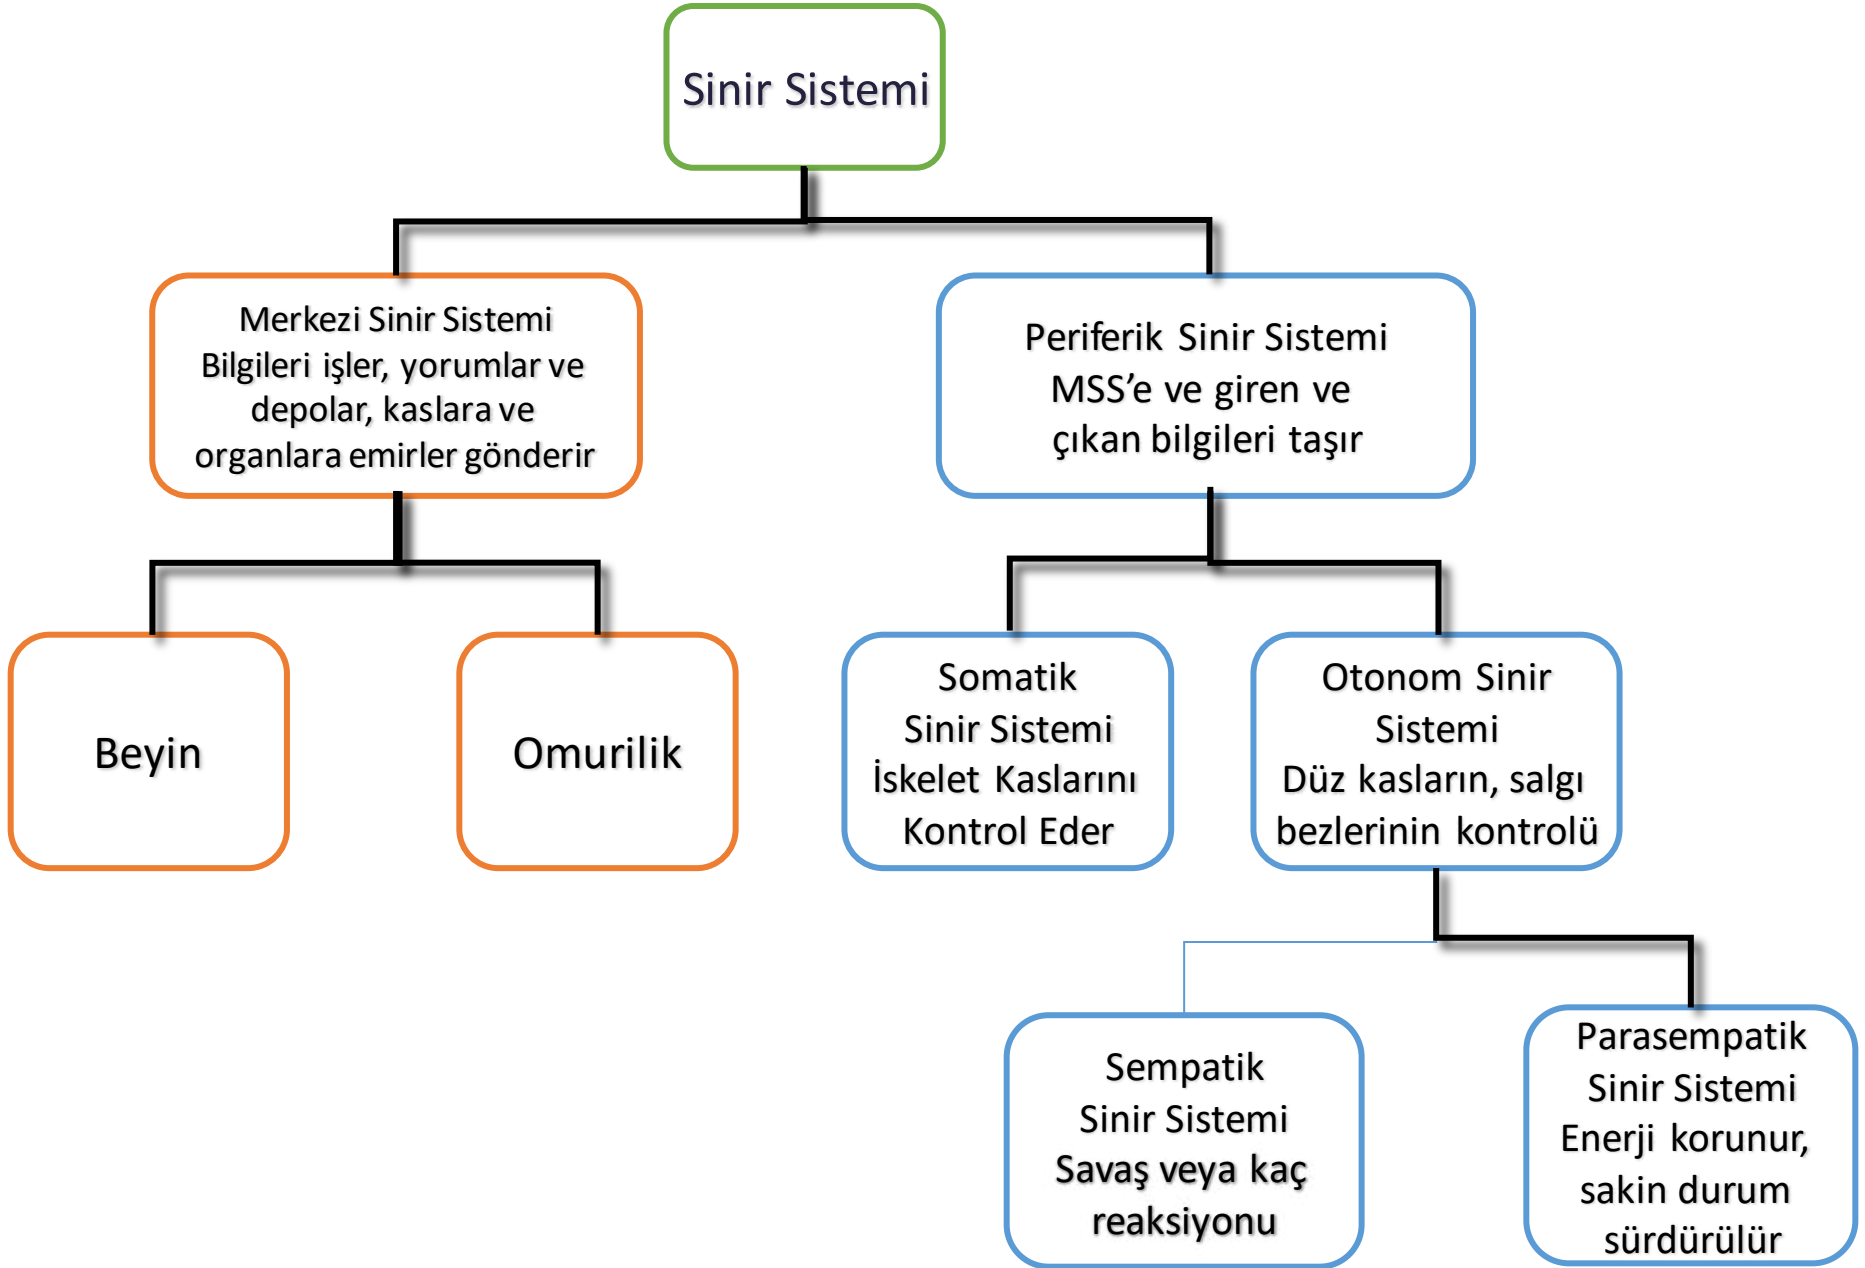 Sinir Sistemi
Merkezi Sinir Sistemi
Bilgileri işler, yorumlar ve
depolar, kaslara ve
organlara emirler gönderir
Periferik Sinir Sistemi
MSS’e ve giren ve
çıkan bilgileri taşır
Beyin
Omurilik
Somatik
Sinir Sistemi
İskelet Kaslarını
Kontrol Eder
Otonom Sinir
Sistemi
Düz kasların, salgı
bezlerinin kontrolü
Sempatik
Sinir Sistemi
Savaş veya kaç
reaksiyonu
Parasempatik
Sinir Sistemi
Enerji korunur,
sakin durum
sürdürülür